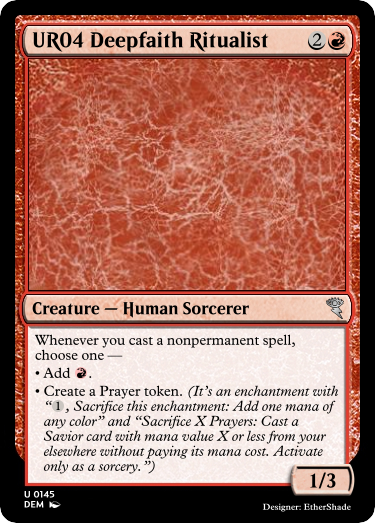 UR04 Deepfaith Ritualist 2
Creature — Human Sorcerer
Whenever you cast a nonpermanent spell,
choose one —
• Add .
• Create a Prayer token. (It's an enchantment with
"1, Sacrifice this enchantment: Add one mana of
any color" and "Sacrifice X Prayers: Cast a
Savior card with mana value X or less from your
elsewhere without paying its mana cost. Activate
only as a sorcery.")
1/3
U 0145
DEM
Designer: EtherShade